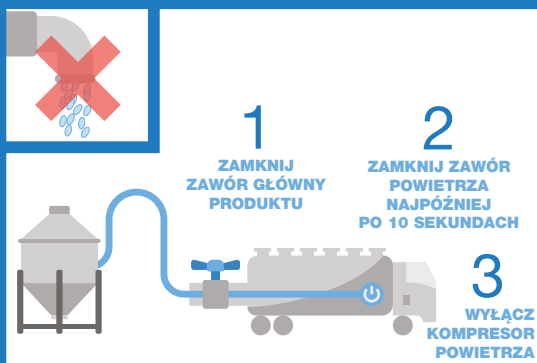 1
ZAMKNIJ
ZAWÓR GŁÓWNY
PRODUKTU
2
ZAMKNIJ ZAWÓR
POWIETRZA
NAJPÓŹNIEJ
PO 10 SEKUNDACH
3
WYŁĄCZ
KOMPRESOR
POWIETRZA